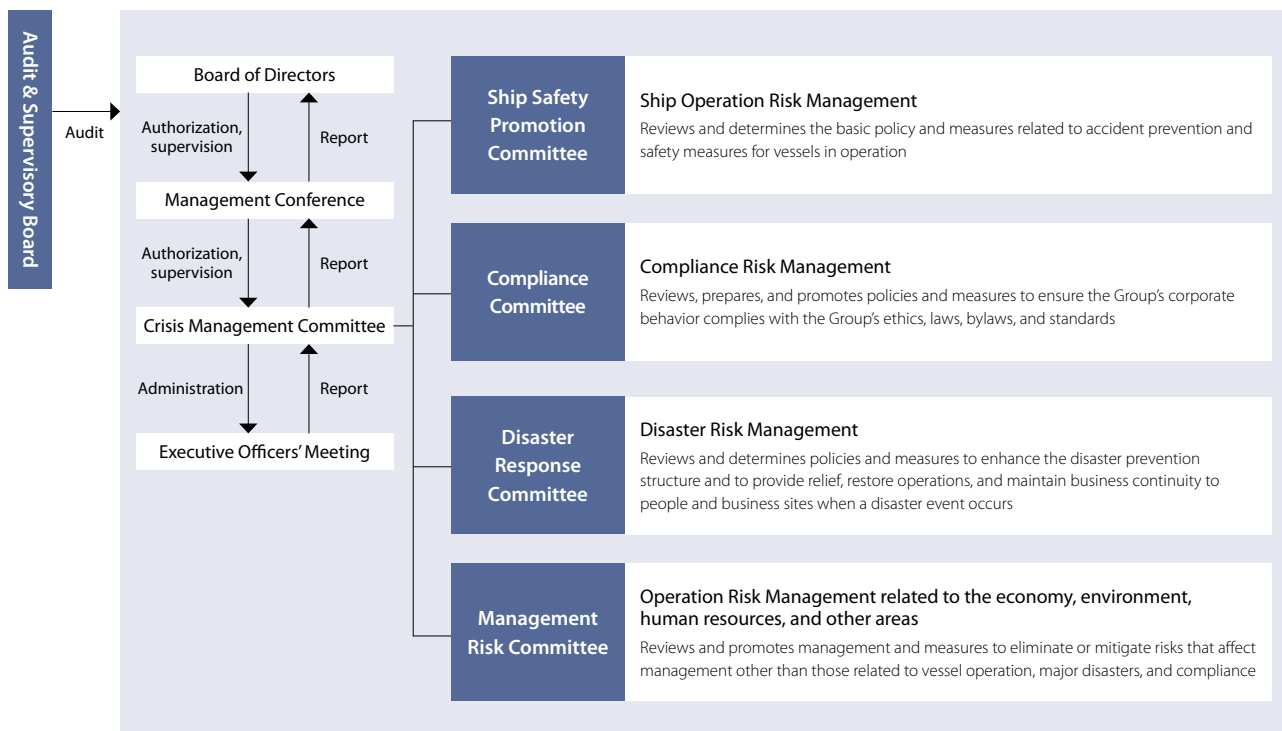 Audit & Supervisory Board
Audit
Board of Directors
Authorization,
supervision
Report
Management Conference
Authorization,
supervision
Report
Crisis Management Committee
Administration
Report
Executive Officers’ Meeting
Ship Safety
Promotion
Committee
Ship Operation Risk Management
Reviews and determines the basic policy and measures related to accident prevention and
safety measures for vessels in operation
Compliance
Committee
Compliance Risk Management
Reviews, prepares, and promotes policies and measures to ensure the Group’s corporate
behavior complies with the Group’s ethics, laws, bylaws, and standards
Disaster
Response
Committee
Disaster Risk Management
Reviews and determines policies and measures to enhance the disaster prevention
structure and to provide relief, restore operations, and maintain business continuity to
people and business sites when a disaster event occurs
Management
Risk Committee
Operation Risk Management related to the economy, environment,
human resources, and other areas
Reviews and promotes management and measures to eliminate or mitigate risks that affect
management other than those related to vessel operation, major disasters, and compliance